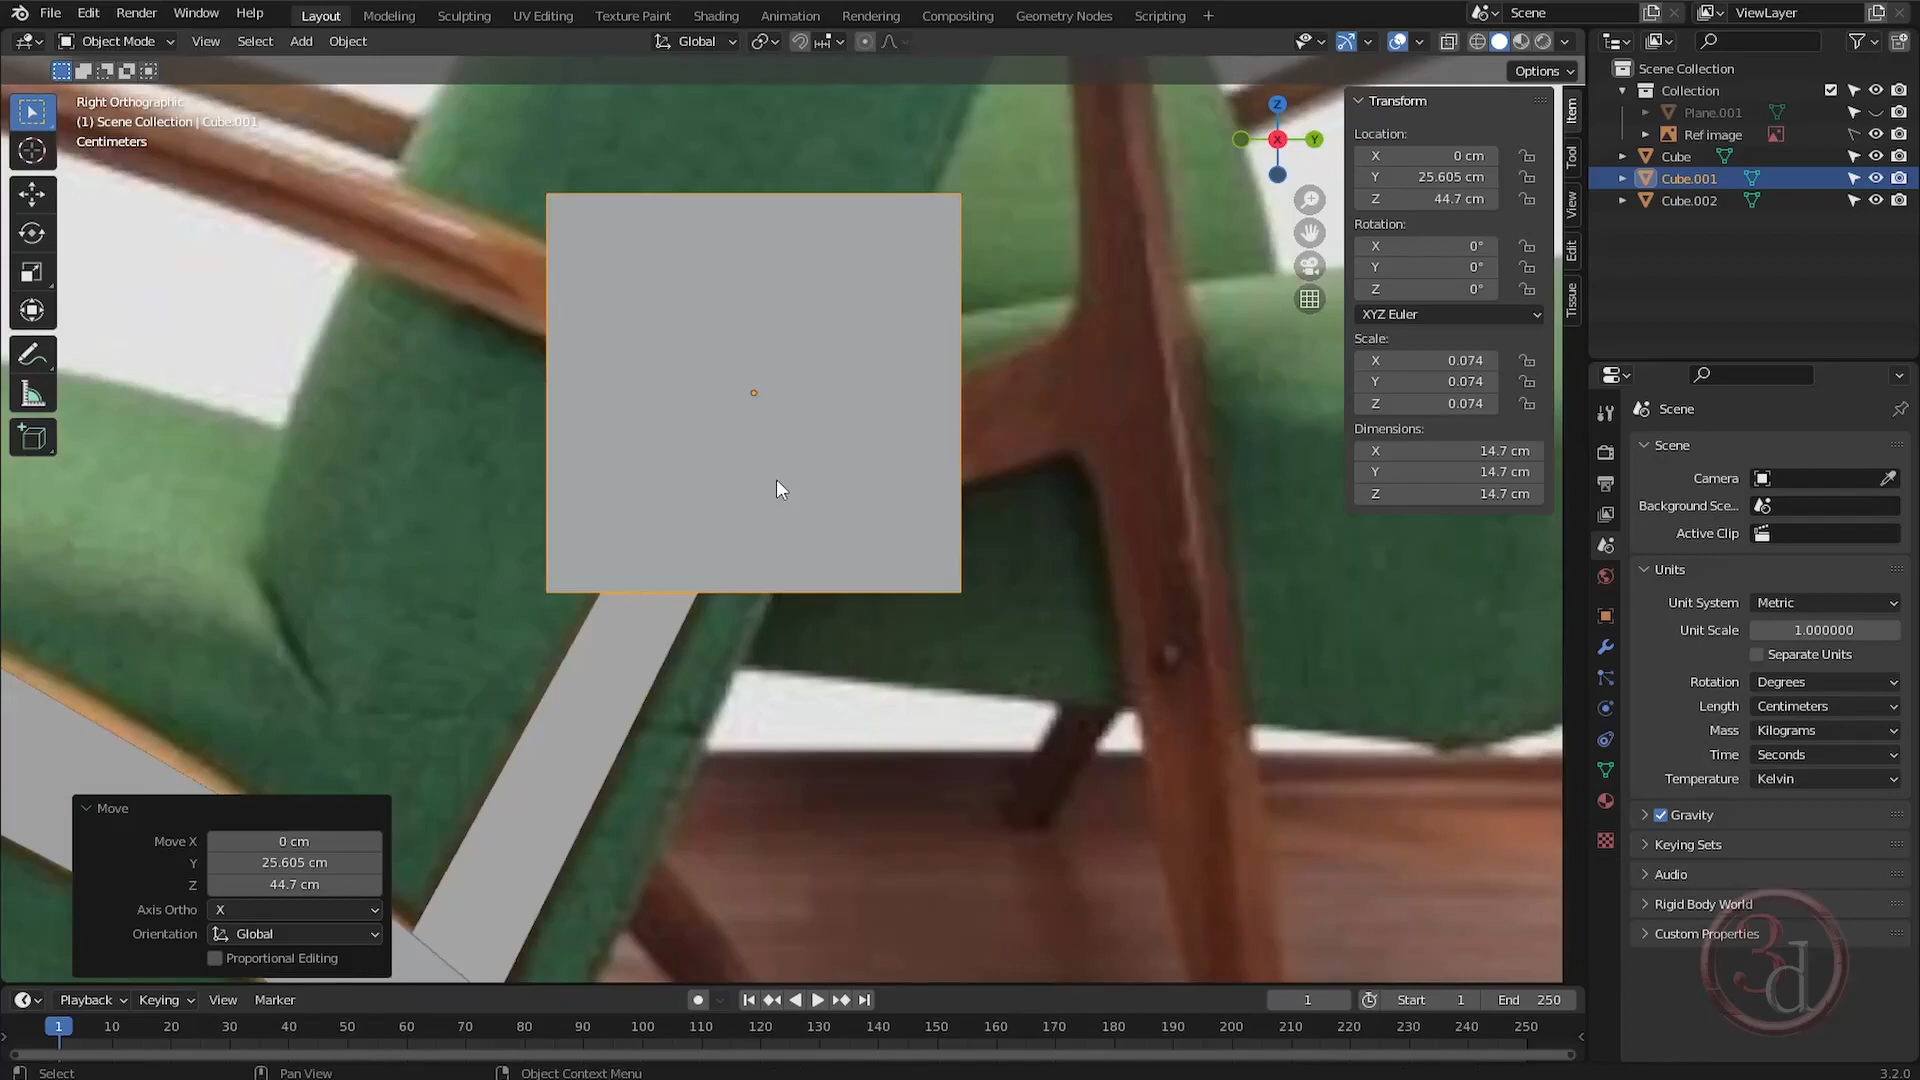 File Edit Render Window Help Layout Modeling Sculpting UV Editing Texture Paint Shading Animation Rendering Compositing Geometry Nodes Scripting + Scene ViewLayer
Object Mode View Select Add Object Global
Options
Right Orthographic
(1) Scene Collection | Cube.001
Centimeters
Z
X
Y
Transform
Location:
X 0 cm
Y 25.605 cm
Z 44.7 cm
Rotation:
X 0°
Y 0°
Z 0°
XYZ Euler
Scale:
X 0.074
Y 0.074
Z 0.074
Dimensions:
X 14.7 cm
Y 14.7 cm
Z 14.7 cm
Item
Tool
View
Edit
Tissue
Scene Collection
Collection
Plane.001
Ref image
Cube
Cube.001
Cube.002
Scene
Scene
Camera
Background Sce...
Active Clip
Units
Unit System Metric
Unit Scale 1.000000
Separate Units
Rotation Degrees
Length Centimeters
Mass Kilograms
Time Seconds
Temperature Kelvin
Gravity
Keying Sets
Audio
Rigid Body World
Custom Properties
3d
Move
Move X 0 cm
Y 25.605 cm
Z 44.7 cm
Axis Ortho X
Orientation Global
Proportional Editing
Playback Keying View Marker 1 Start 1 End 250
1 10 20 30 40 50 60 70 80 90 100 110 120 130 140 150 160 170 180 190 200 210 220 230 240 250
Select Pan View Object Context Menu 3.2.0